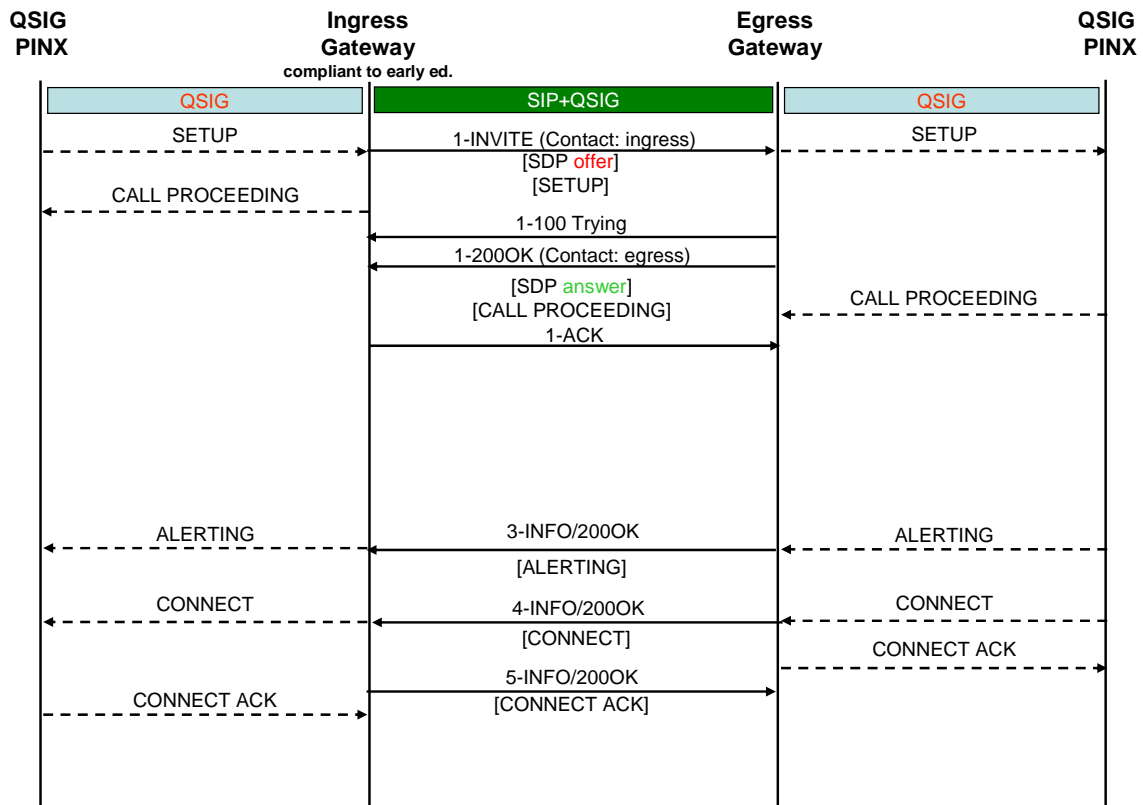 QSIG
PINX
Ingress
Gateway
compliant to early ed.
Egress
Gateway
QSIG
PINX
QSIG
SIP+QSIG
QSIG
SETUP
1-INVITE (Contact: ingress)
[SDP offer]
[SETUP]
SETUP
CALL PROCEEDING
1-100 Trying
1-200OK (Contact: egress)
[SDP answer]
[CALL PROCEEDING]
CALL PROCEEDING
1-ACK
ALERTING
3-INFO/200OK
[ALERTING]
ALERTING
CONNECT
4-INFO/200OK
[CONNECT]
CONNECT
CONNECT ACK
5-INFO/200OK
[CONNECT ACK]
CONNECT ACK